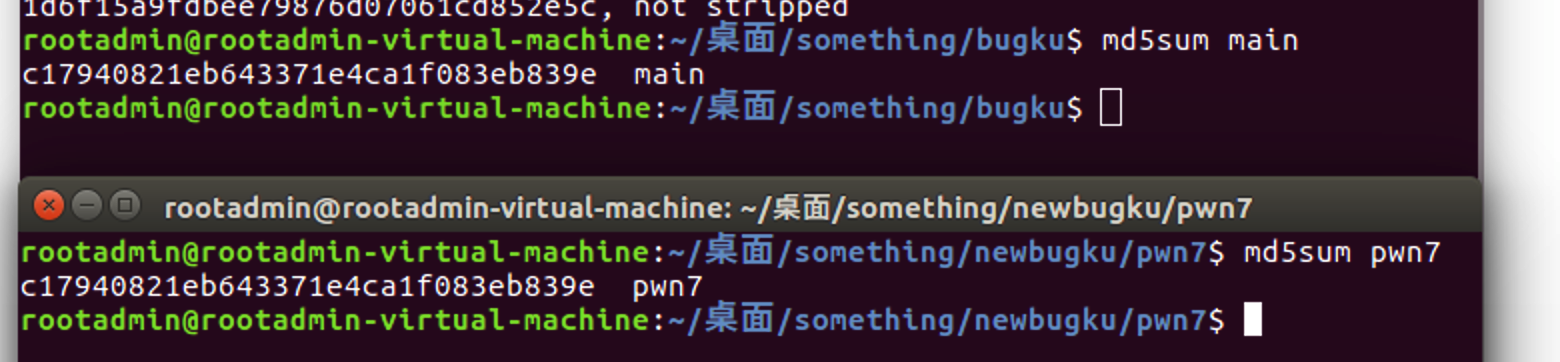 1d6f15a9fdbee79876d07061cd852e5c, not stripped
rootadmin@rootadmin-virtual-machine:~/桌面/something/bugku$ md5sum main
c17940821eb643371e4ca1f083eb839e  main
rootadmin@rootadmin-virtual-machine:~/桌面/something/bugku$
rootadmin@rootadmin-virtual-machine: ~/桌面/something/newbugku/pwn7
rootadmin@rootadmin-virtual-machine:~/桌面/something/newbugku/pwn7$ md5sum pwn7
c17940821eb643371e4ca1f083eb839e  pwn7
rootadmin@rootadmin-virtual-machine:~/桌面/something/newbugku/pwn7$